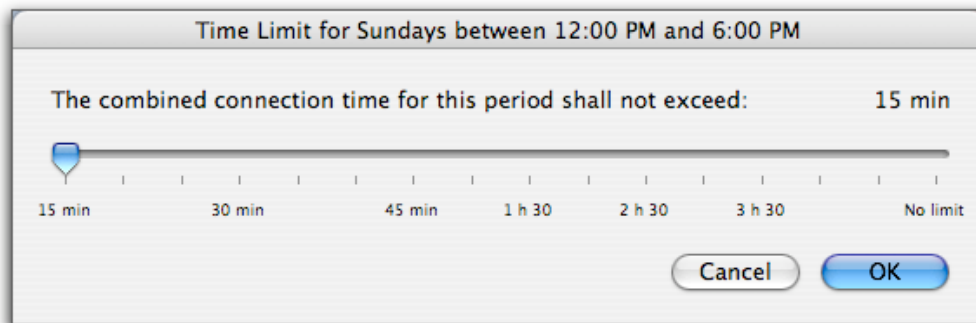 Time Limit for Sundays between 12:00 PM and 6:00 PM
The combined connection time for this period shall not exceed: 15 min
15 min 30 min 45 min 1 h 30 2 h 30 3 h 30 No limit
Cancel OK